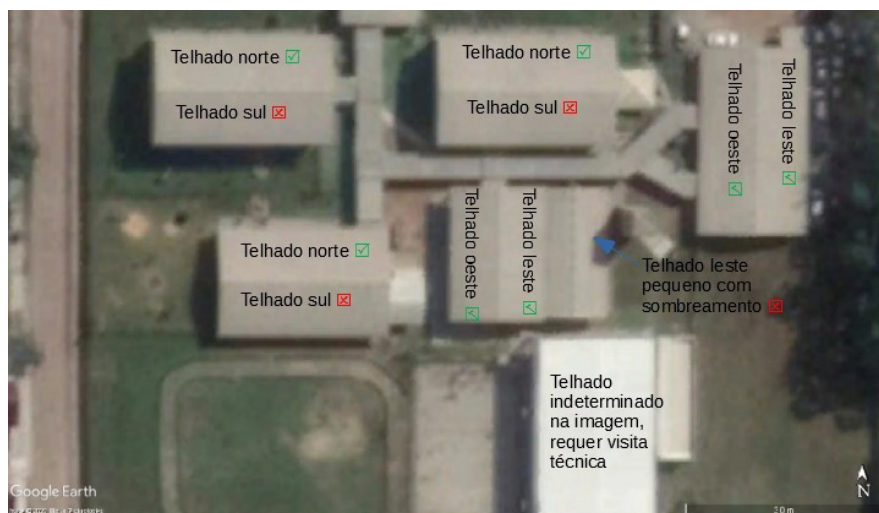 Telhado norte ☑
Telhado sul ☒
Telhado norte ☑
Telhado sul ☒
Telhado oeste ☑
Telhado leste ☑
Telhado norte ☑
Telhado sul ☒
Telhado oeste ☑
Telhado leste ☑
Telhado leste
pequeno com
sombreamento ☒
Telhado
indeterminado
na imagem,
requer visita
técnica
Google Earth
N